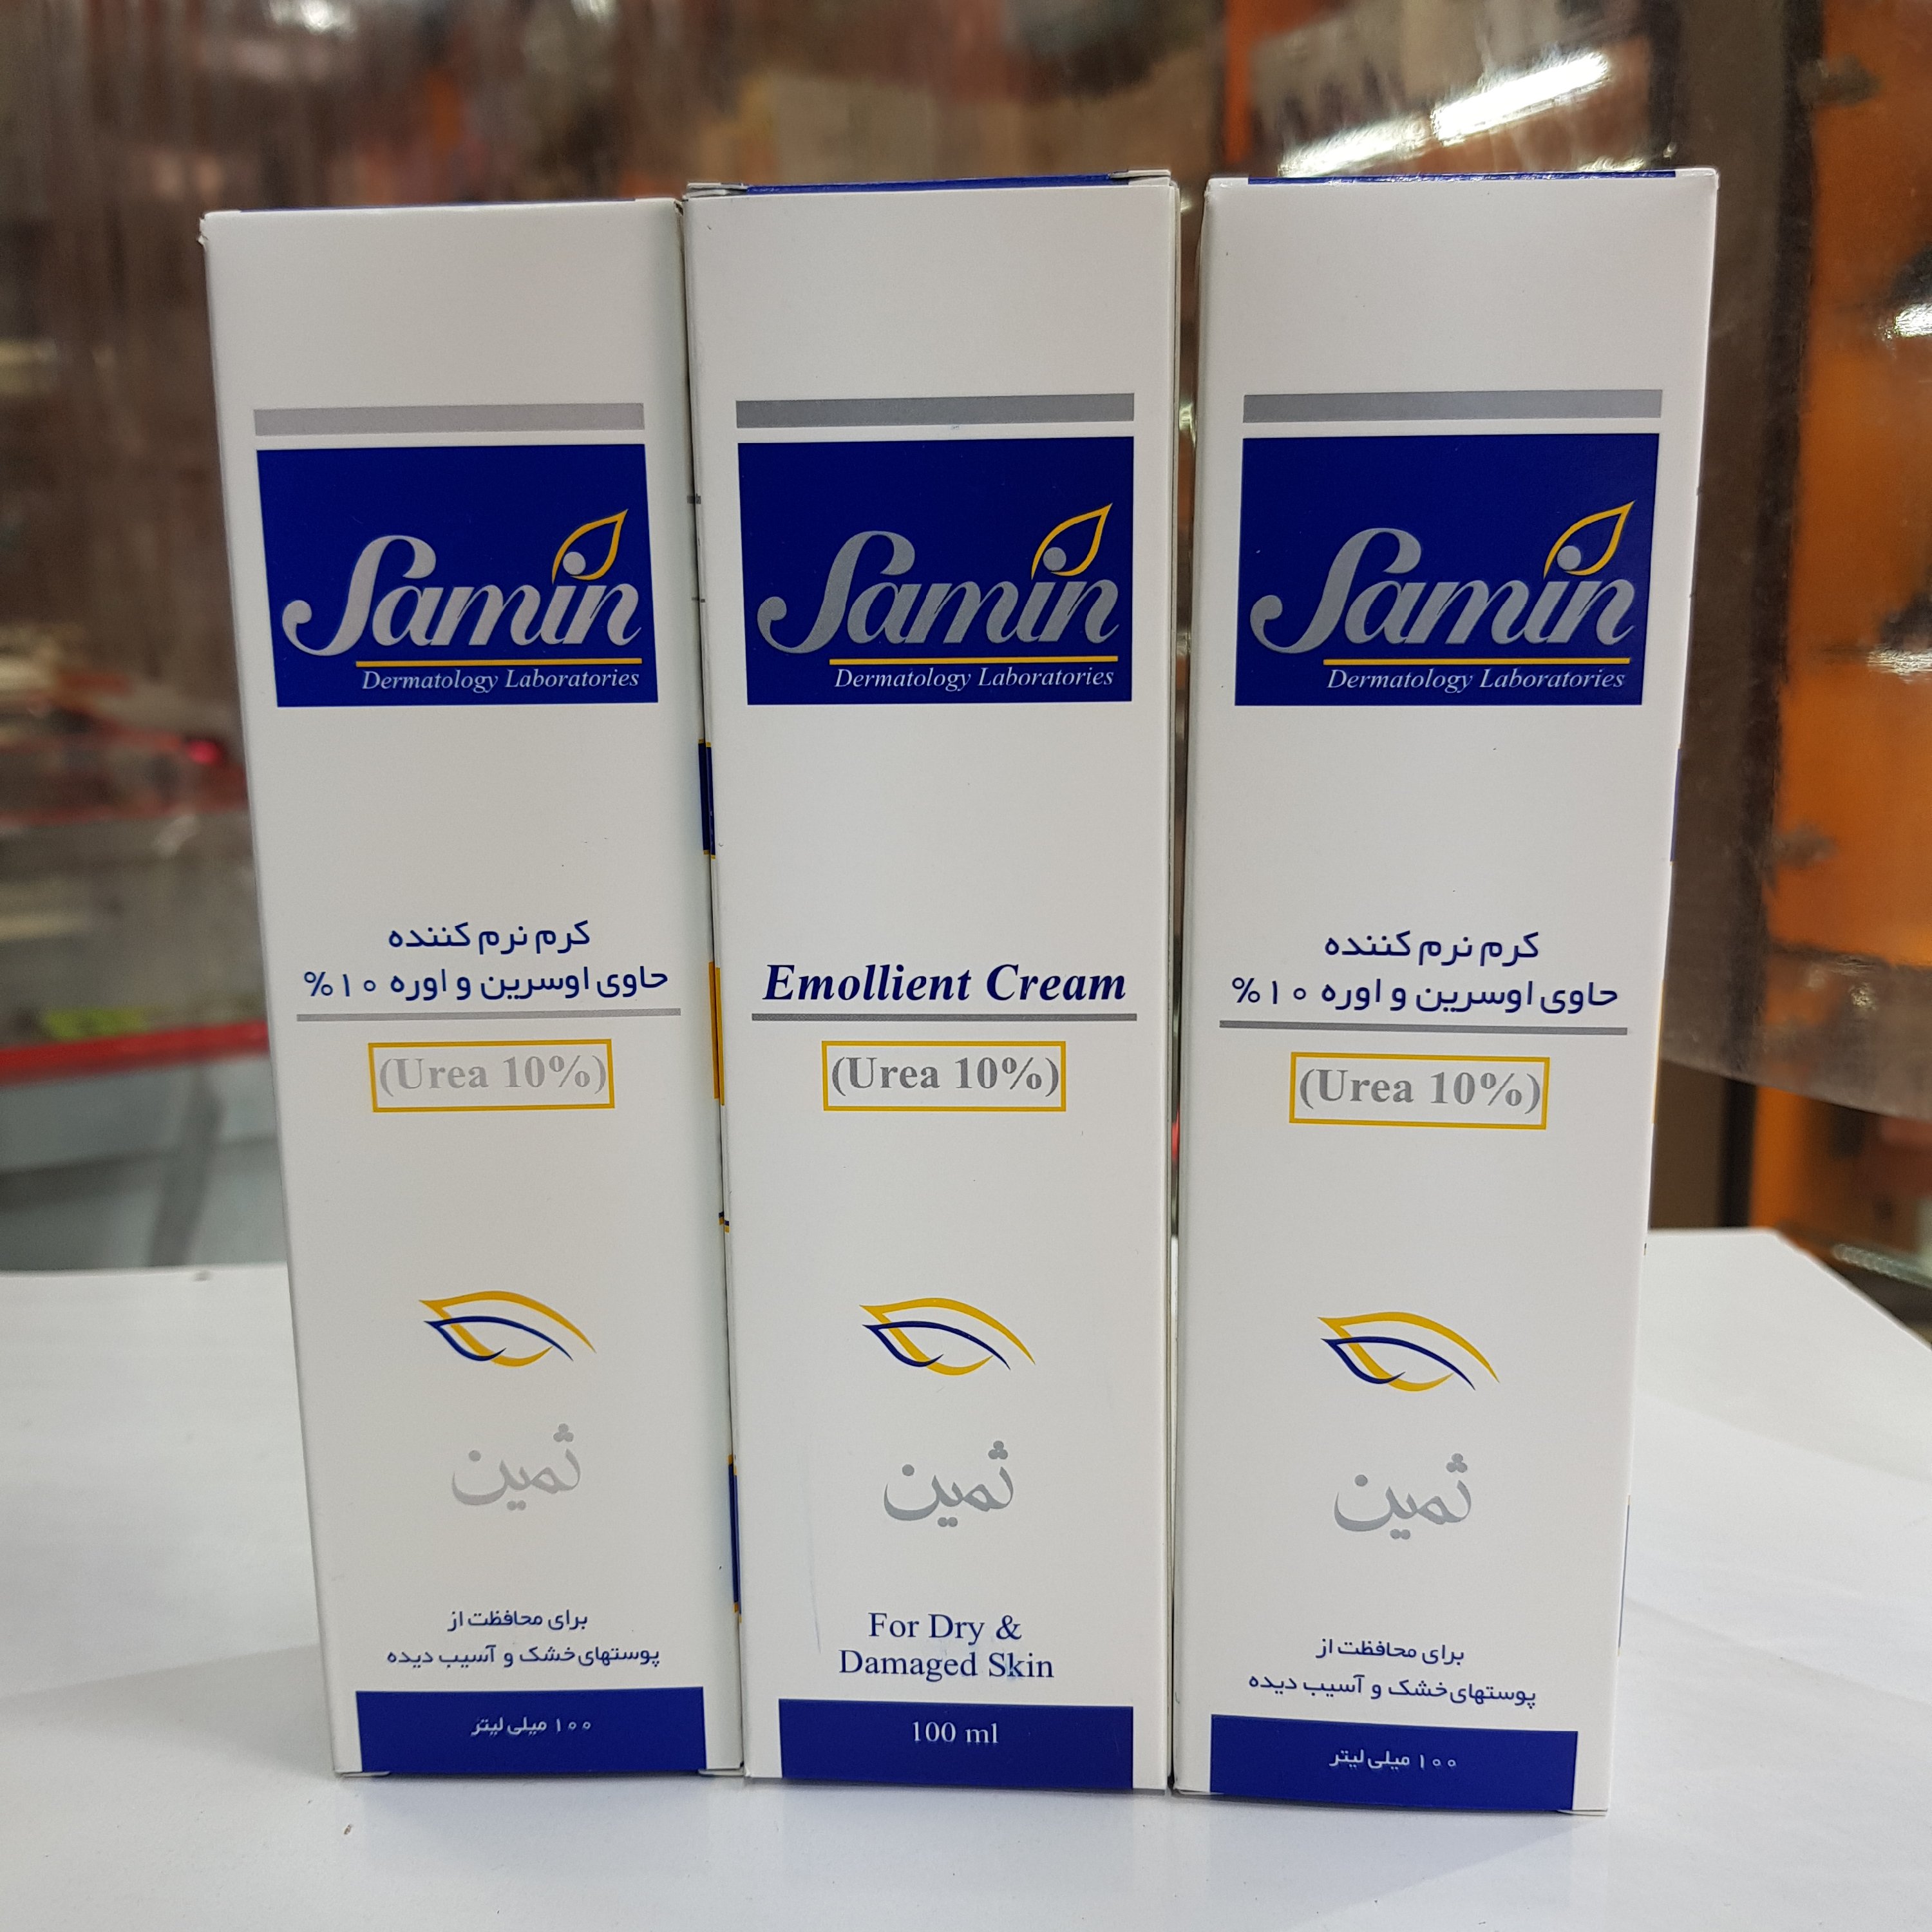 Samin
Dermatology Laboratories
کرم نرم کننده
حاوی اوسرین و اوره ۱۰%
(Urea 10%)
ثمین
برای محافظت از
پوستهای خشک و آسیب دیده
۱۰۰ میلی لیتر
Samin
Dermatology Laboratories
Emollient Cream
(Urea 10%)
ثمین
For Dry &
Damaged Skin
100 ml
Samin
Dermatology Laboratories
کرم نرم کننده
حاوی اوسرین و اوره ۱۰%
(Urea 10%)
ثمین
برای محافظت از
پوستهای خشک و آسیب دیده
۱۰۰ میلی لیتر